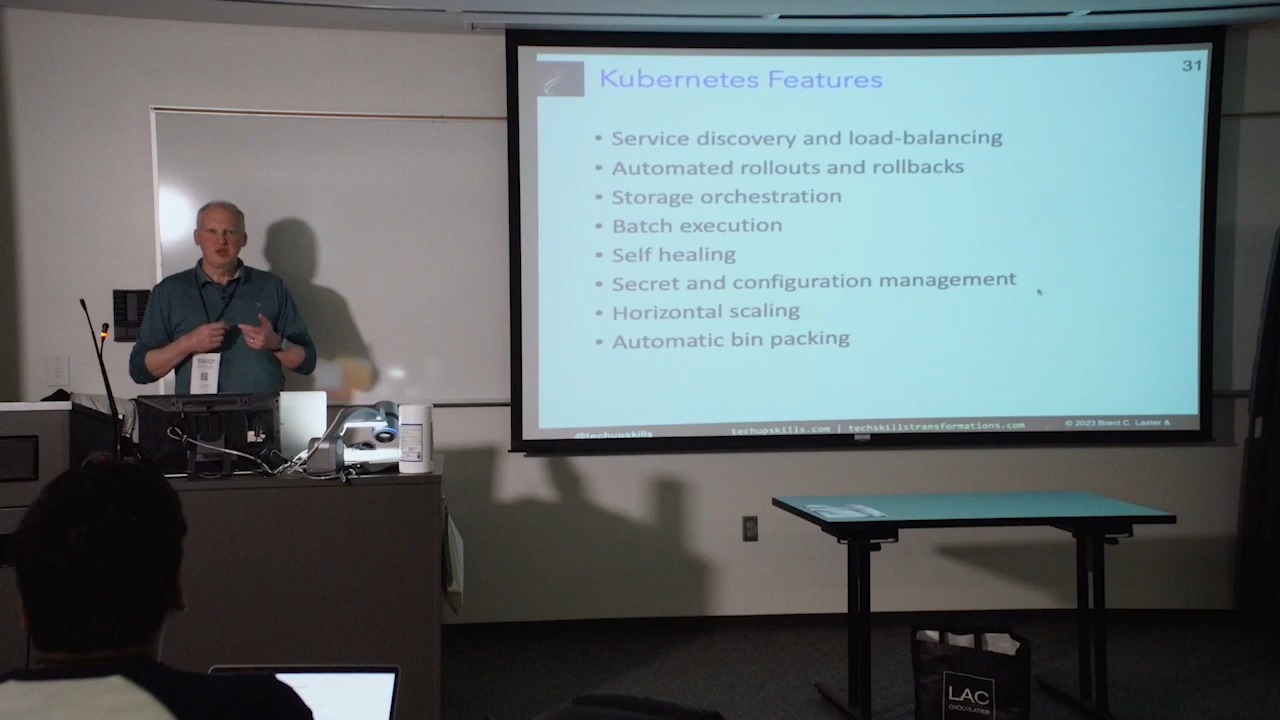 Kubernetes Features
31
• Service discovery and load-balancing
• Automated rollouts and rollbacks
• Storage orchestration
• Batch execution
• Self healing
• Secret and configuration management
• Horizontal scaling
• Automatic bin packing
@techupskills
techupskills.com | techskillstransformations.com
© 2023 Brent C. Laster &
LAC
CHOCOLATIER